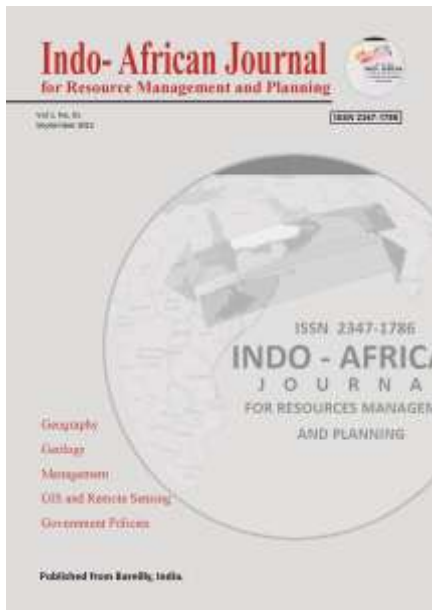 Indo- African Journal
for Resource Management and Planning
ISSN 2347-1786
ISSN 2347-1786
INDO - AFRICA
JOURNA
FOR RESOURCES MANAGEM
AND PLANNING
Geography
Geology
Management
GIS and Remote Sensing
Government Policies
Published From Bareilly, India.